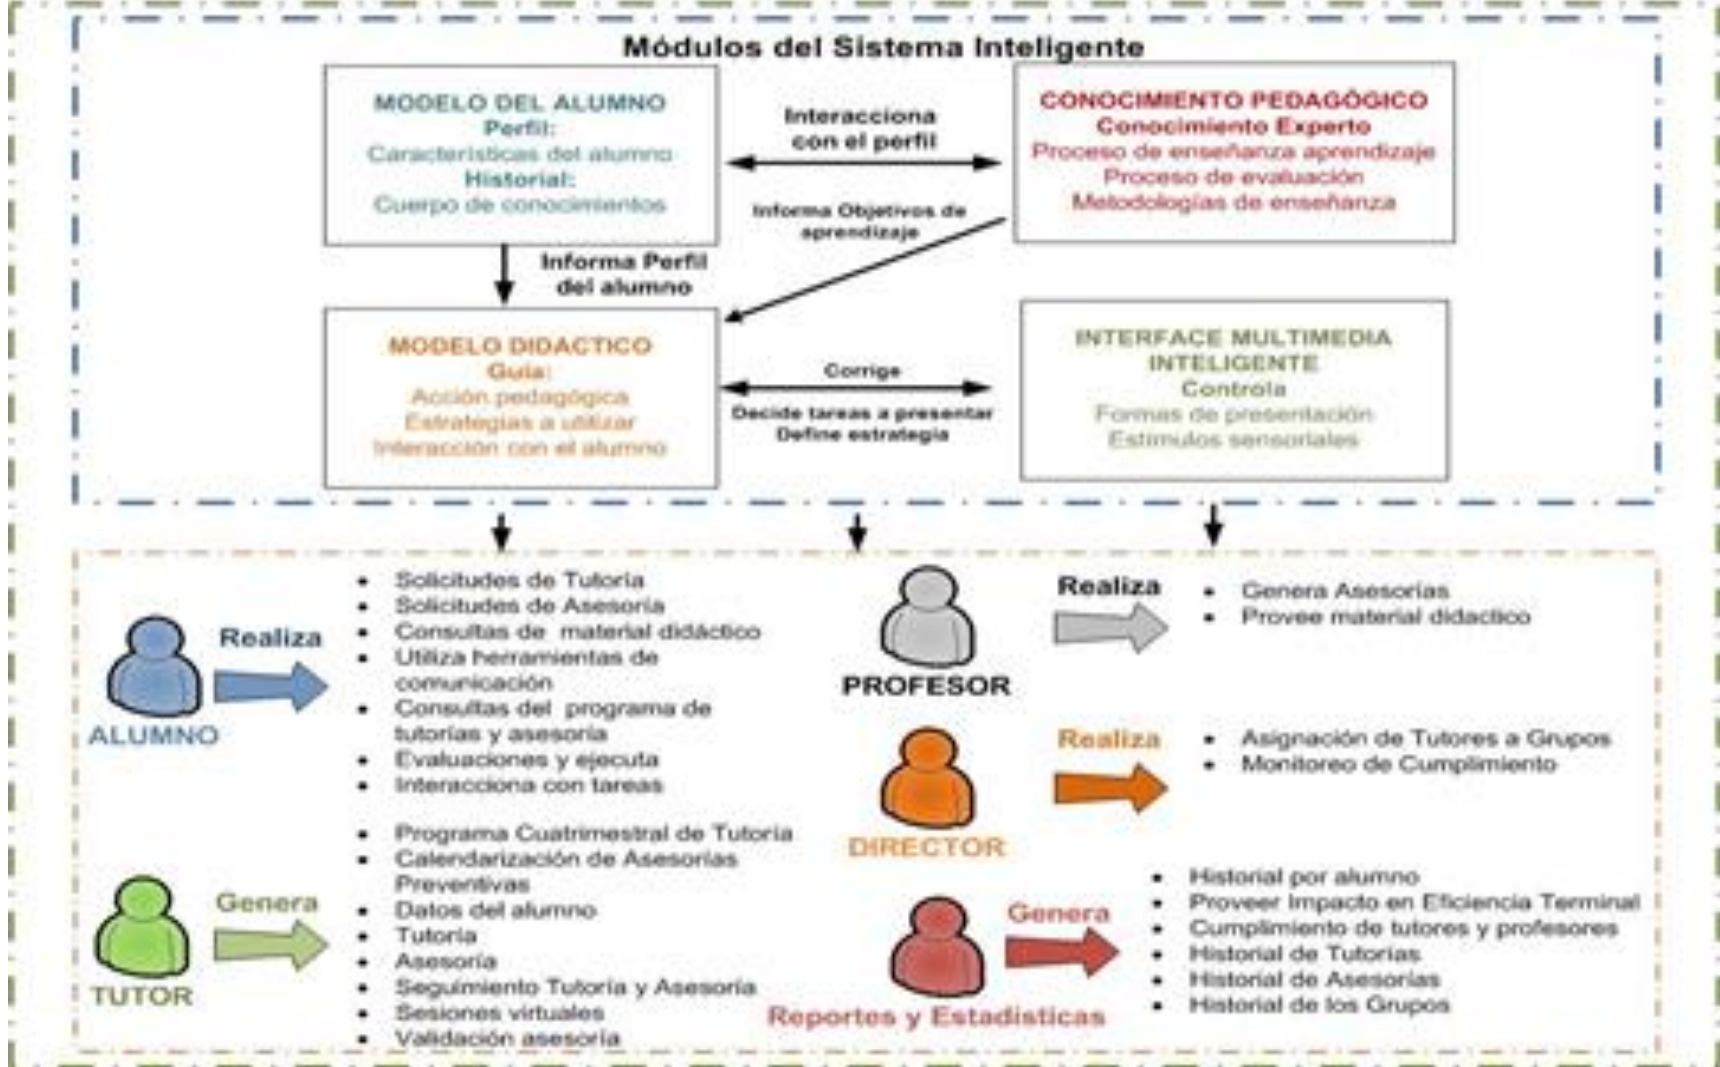 Módulos del Sistema Inteligente
MODELO DEL ALUMNO
Perfil:
Características del alumno
Historial:
Cuerpo de conocimientos
Interacciona
con el perfil
CONOCIMIENTO PEDAGÓGICO
Conocimiento Experto
Proceso de enseñanza aprendizaje
Proceso de evaluación
Metodologías de enseñanza
Informa Objetivos de
aprendizaje
Informa Perfil
del alumno
MODELO DIDACTICO
Guía:
Acción pedagógica
Estrategias a utilizar
Interacción con el alumno
Corrige
Decide tareas a presentar
Define estrategia
INTERFACE MULTIMEDIA
INTELIGENTE
Controla
Formas de presentación
Estímulos sensoriales
ALUMNO
Realiza
• Solicitudes de Tutoría
• Solicitudes de Asesoría
• Consultas de material didáctico
• Utiliza herramientas de
comunicación
• Consultas del programa de
tutorías y asesoría
• Evaluaciones y ejecuta
• Interacciona con tareas
TUTOR
Genera
• Programa Cuatrimestral de Tutoría
• Calendarización de Asesorías
Preventivas
• Datos del alumno
• Tutoría
• Asesoría
• Seguimiento Tutoría y Asesoría
• Sesiones virtuales
• Validación asesoría
PROFESOR
Realiza
• Genera Asesorías
• Provee material didactico
DIRECTOR
Realiza
• Asignación de Tutores a Grupos
• Monitoreo de Cumplimiento
Reportes y Estadísticas
Genera
• Historial por alumno
• Proveer Impacto en Eficiencia Terminal
• Cumplimiento de tutores y profesores
• Historial de Tutorías
• Historial de Asesorías
• Historial de los Grupos